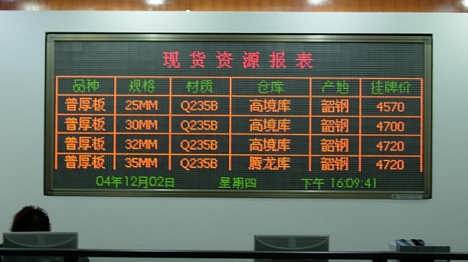 现货资源报表
品种 规格 材质 仓库 产地 挂牌价
普厚板 25MM Q235B 高境库 韶钢 4570
普厚板 30MM Q235B 高境库 韶钢 4700
普厚板 32MM Q235B 高境库 韶钢 4720
普厚板 35MM Q235B 腾龙库 韶钢 4720
04年12月02日 星期四 下午 16:09:41